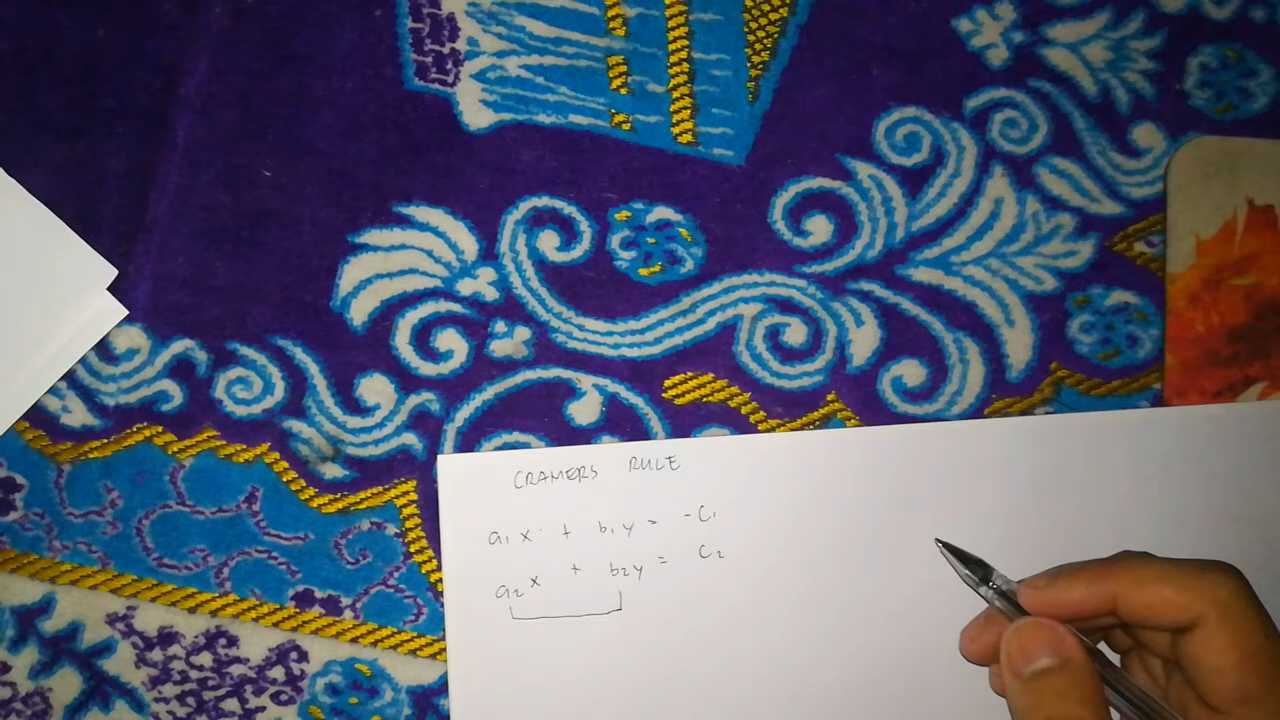 CRAMERS RULE
a₁x + b₁y = -C₁
a₂x + b₂y = C₂